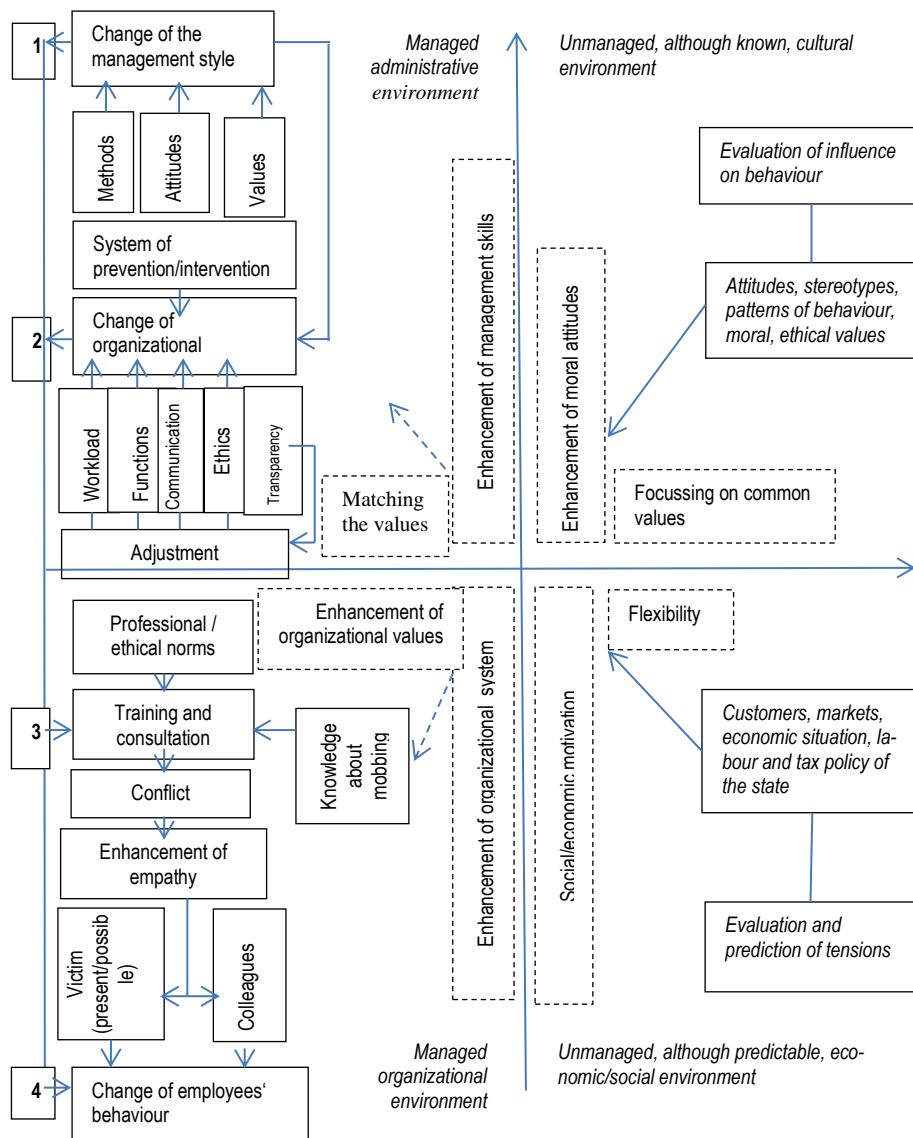 1
Change of the
management style
Managed
administrative
environment
Unmanaged, although known, cultural
environment
Methods
Attitudes
Values
Evaluation of influence
on behaviour
System of
prevention/intervention
Enhancement of management skills
Enhancement of moral attitudes
Attitudes, stereotypes,
patterns of behaviour,
moral, ethical values
2
Change of
organizational
Workload
Functions
Communication
Ethics
Transparency
Matching
the values
Focussing on common
values
Adjustment
Professional /
ethical norms
Enhancement of
organizational values
Enhancement of organizational system
Social/economic motivation
Flexibility
3
Training and
consultation
Knowledge
about
mobbing
Customers, markets,
economic situation, la-
bour and tax policy of
the state
Conflict
Enhancement of
empathy
Evaluation and
prediction of tensions
Victim
(present/possib
le)
Colleagues
Managed
organizational
environment
Unmanaged, although predictable, eco-
nomic/social environment
4
Change of employees‘
behaviour